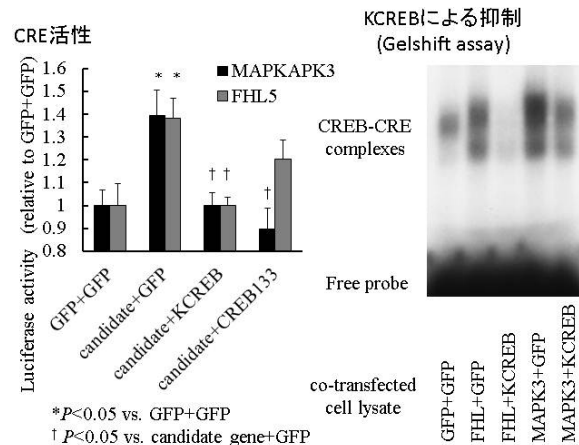 CRE活性
Luciferase activity (relative to GFP+GFP)
1.6
1.5
1.4
1.3
1.2
1.1
1
0.9
0.8
* *
† †
†
MAPKAPK3
FHL5
GFP+GFP
candidate+GFP
candidate+KCREB
candidate+CREB133
*P<0.05 vs. GFP+GFP
† P<0.05 vs. candidate gene+GFP
KCREBによる抑制
(Gelshift assay)
CREB-CRE
complexes
Free probe
co-transfected
cell lysate
GFP+GFP
FHL+GFP
FHL+KCREB
MAPK3+GFP
MAPK3+KCREB